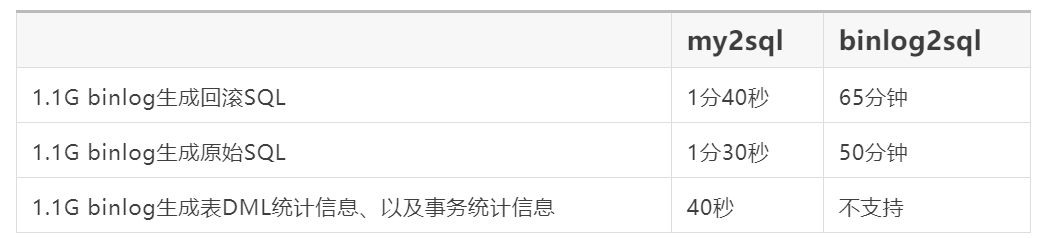 my2sql binlog2sql
1.1G binlog生成回滚SQL 1分40秒 65分钟
1.1G binlog生成原始SQL 1分30秒 50分钟
1.1G binlog生成表DML统计信息、以及事务统计信息 40秒 不支持